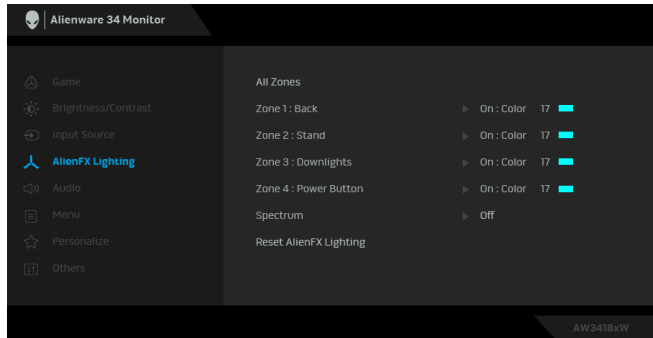 Alienware 34 Monitor
Game
All Zones
Brightness/Contrast
Zone 1 : Back On : Color 17
Input Source
Zone 2 : Stand On : Color 17
AlienFX Lighting
Zone 3 : Downlights On : Color 17
Audio
Zone 4 : Power Button On : Color 17
Menu
Spectrum Off
Personalize
Reset AlienFX Lighting
Others
AW3418xW